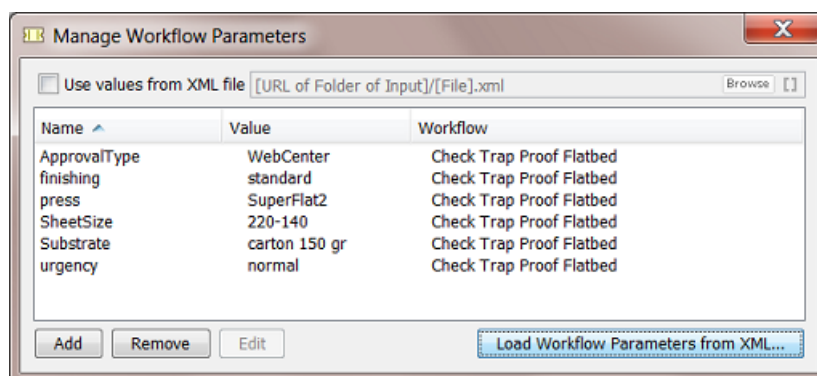 Manage Workflow Parameters
Use values from XML file [URL of Folder of Input]/[File].xml Browse []
Name Value Workflow
ApprovalType WebCenter Check Trap Proof Flatbed
finishing standard Check Trap Proof Flatbed
press SuperFlat2 Check Trap Proof Flatbed
SheetSize 220-140 Check Trap Proof Flatbed
Substrate carton 150 gr Check Trap Proof Flatbed
urgency normal Check Trap Proof Flatbed
Add Remove Edit Load Workflow Parameters from XML...